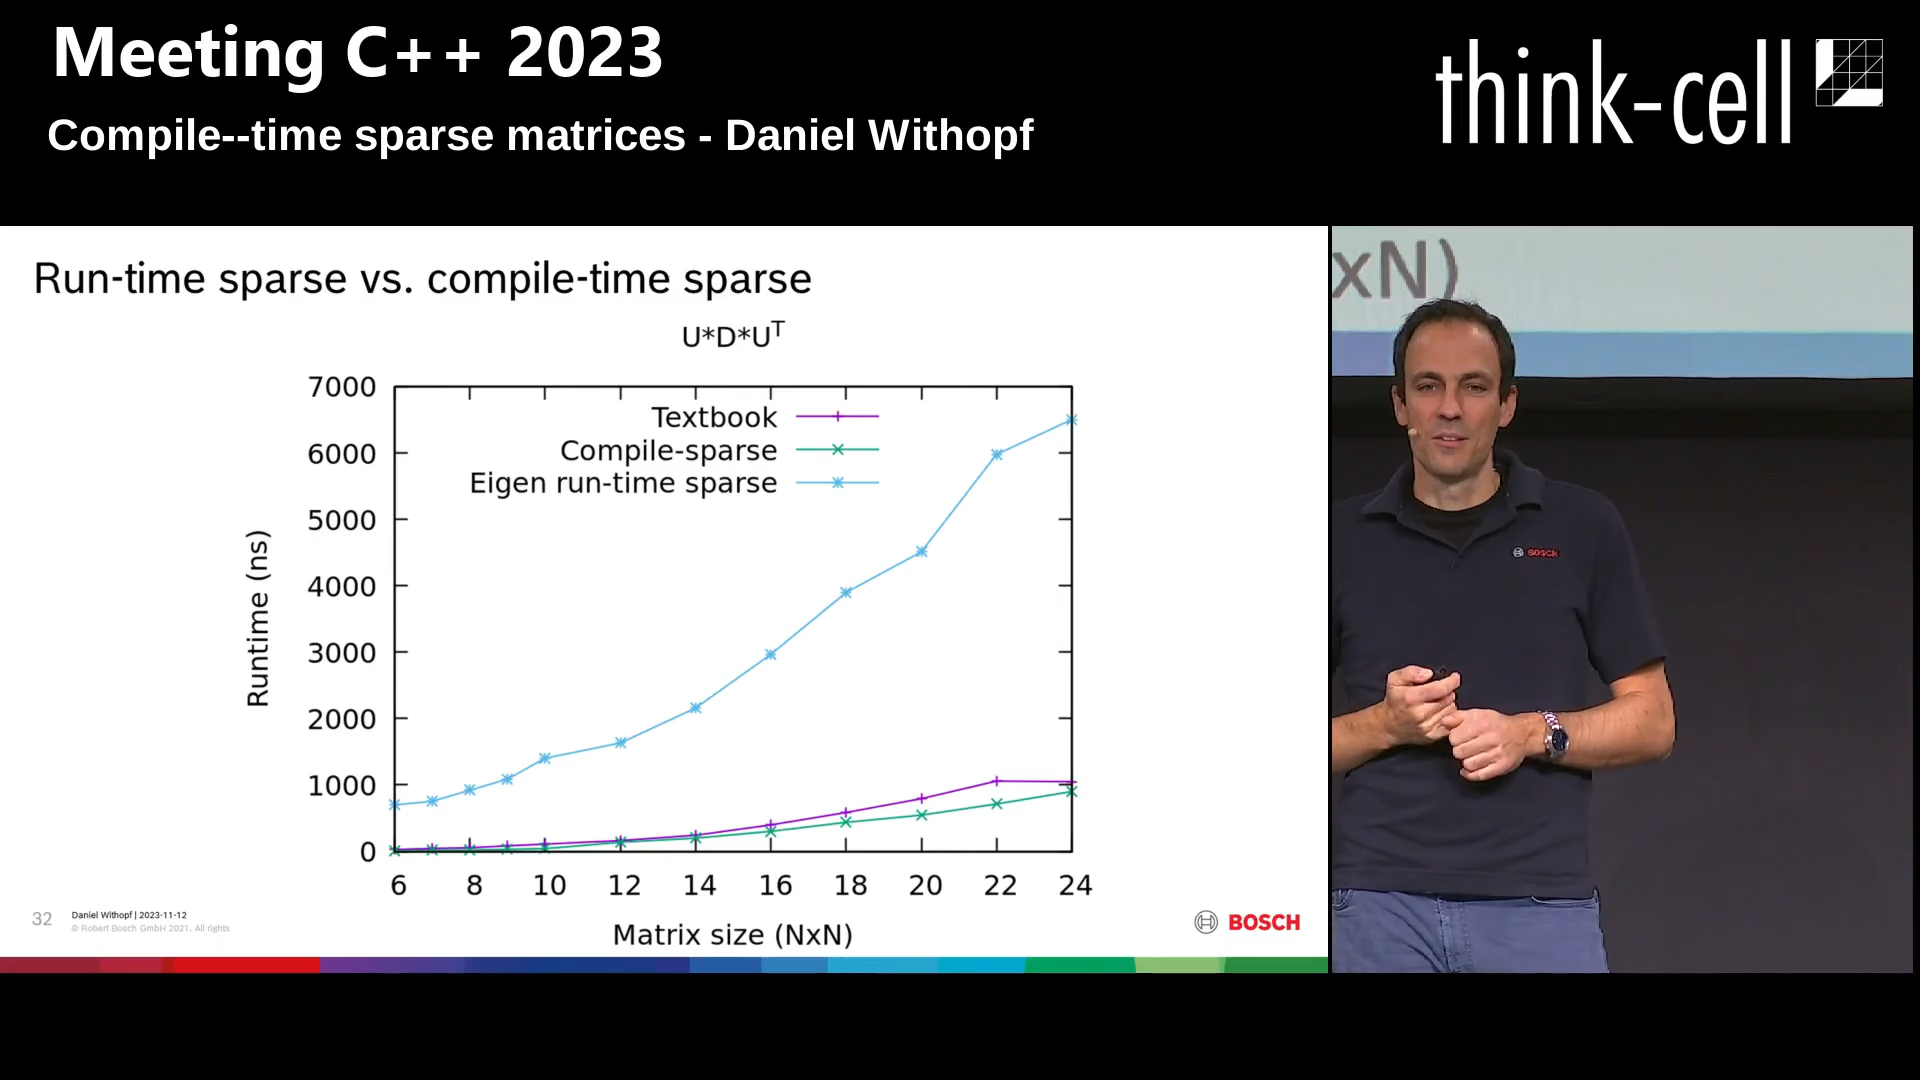 Meeting C++ 2023
Compile--time sparse matrices - Daniel Withopf
think-cell
Run-time sparse vs. compile-time sparse
U*D*Uᵀ
7000
6000
5000
4000
3000
2000
1000
0
Runtime (ns)
Textbook
Compile-sparse
Eigen run-time sparse
6 8 10 12 14 16 18 20 22 24
Matrix size (NxN)
32
Daniel Withopf | 2023-11-12
© Robert Bosch GmbH 2021. All rights
BOSCH
xN)
BOSCH